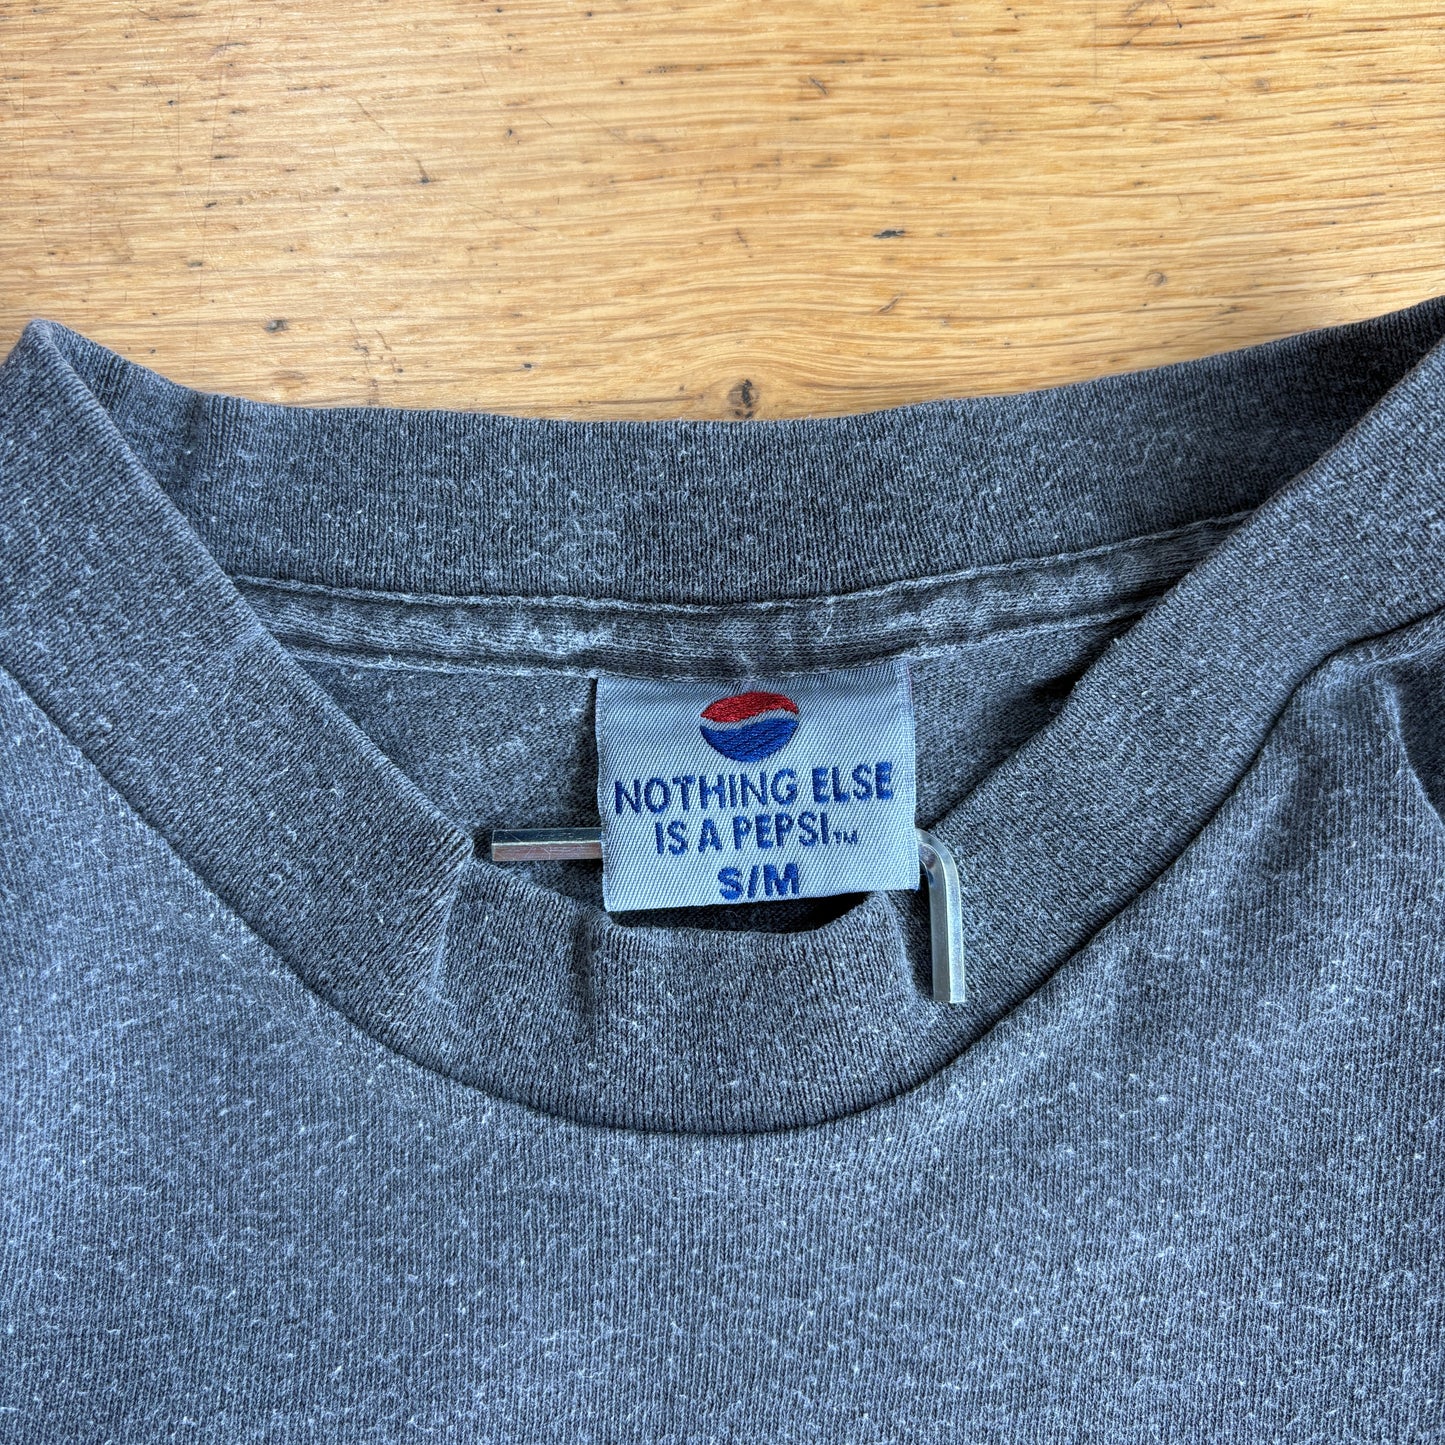 NOTHING ELSE
IS A PEPSI™
S/M